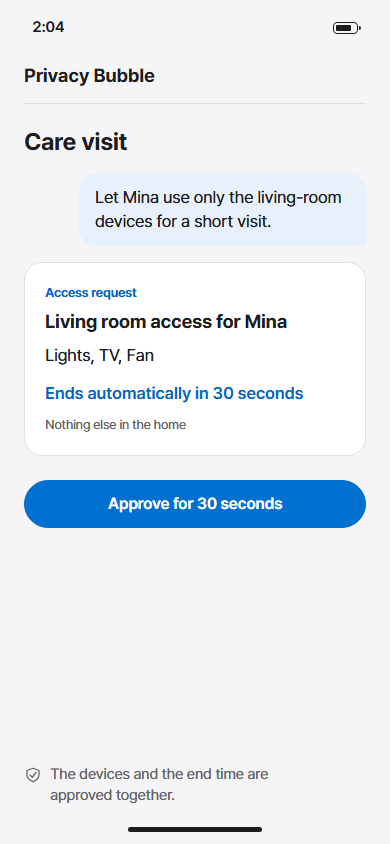 2:04
Privacy Bubble
Care visit
Let Mina use only the living-room
devices for a short visit.
Access request
Living room access for Mina
Lights, TV, Fan
Ends automatically in 30 seconds
Nothing else in the home
Approve for 30 seconds
The devices and the end time are
approved together.